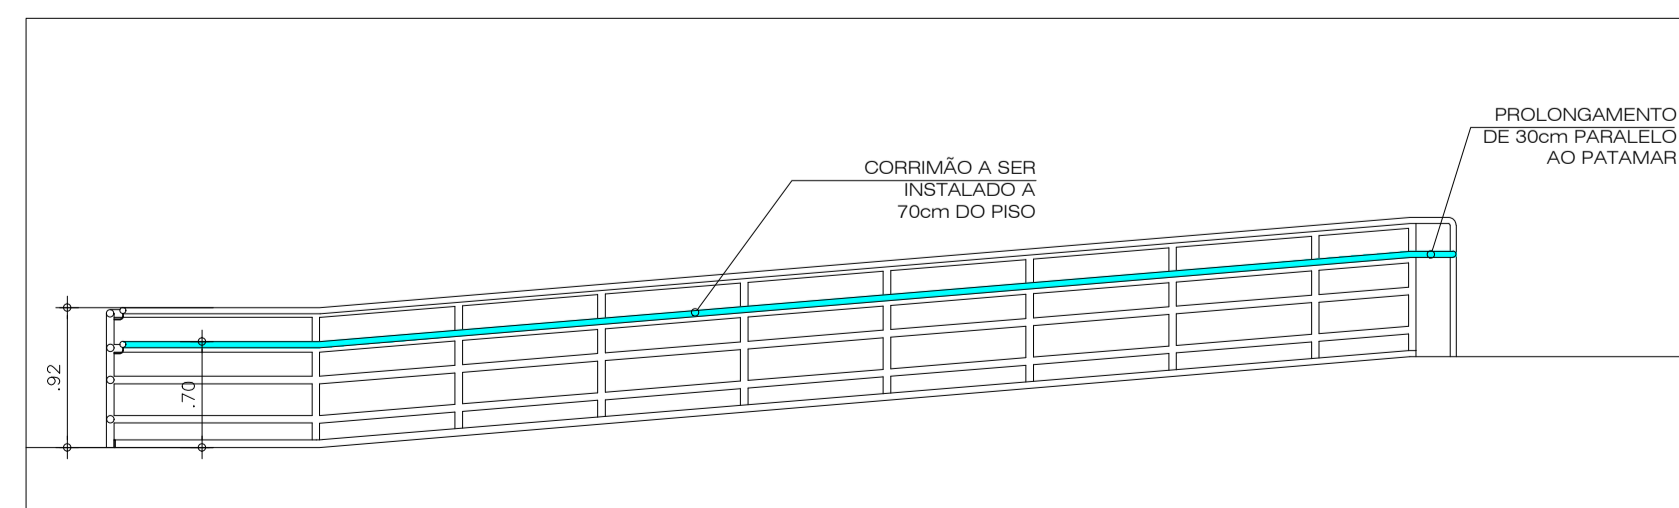 PROLONGAMENTO
DE 30cm PARALELO
AO PATAMAR
CORRIMÃO A SER
INSTALADO A
70cm DO PISO
.92
.70